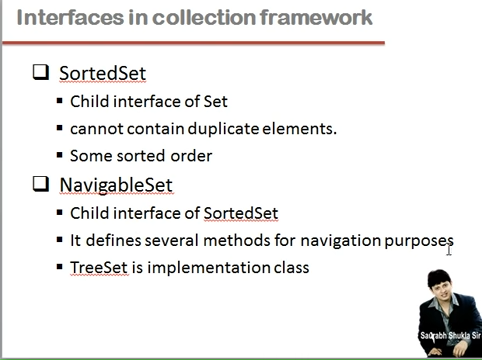 Interfaces in collection framework
SortedSet
Child interface of Set
cannot contain duplicate elements.
Some sorted order
NavigableSet
Child interface of SortedSet
It defines several methods for navigation purposes
TreeSet is implementation class
Saurabh Shukla Sir